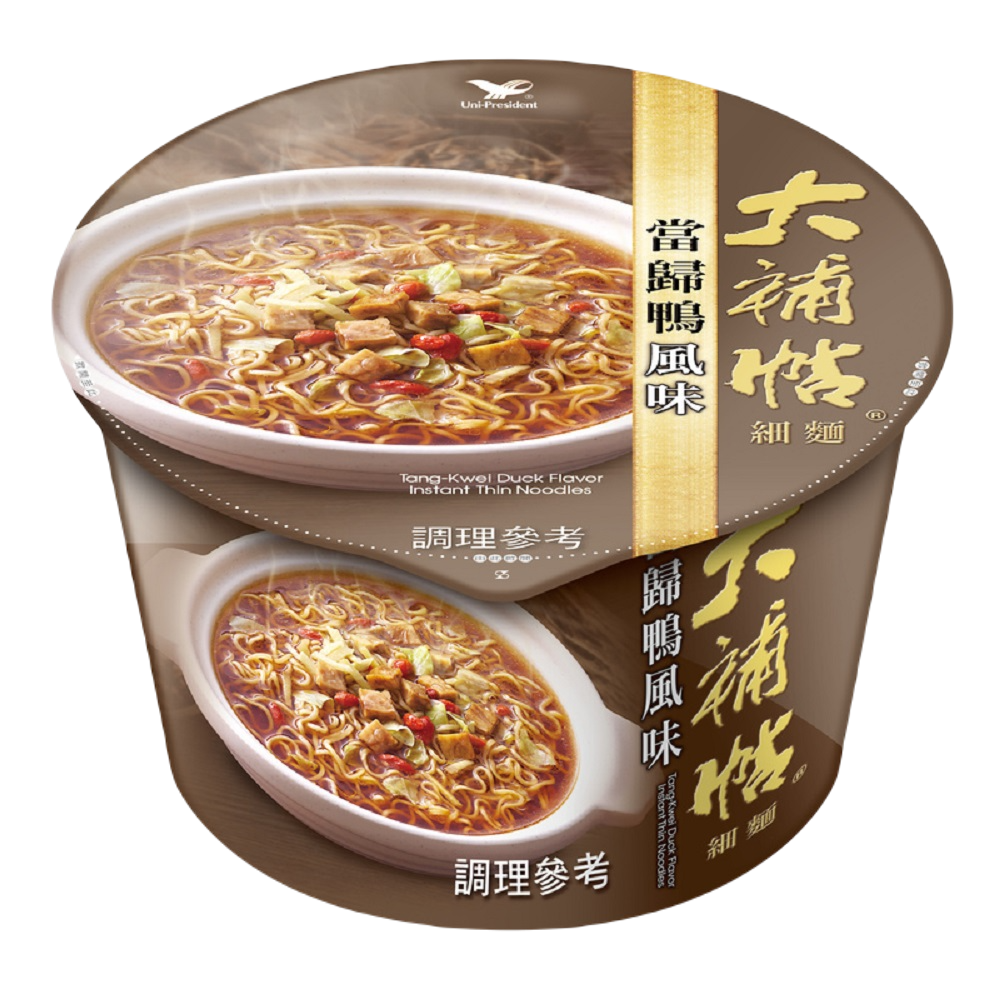 Uni-President®
大補帖®
細麵
當歸鴨風味
Tang-Kwei Duck Flavor
Instant Thin Noodles
調理參考
大補帖®
細麵
歸鴨風味
Tang-Kwei Duck Flavor
Instant Thin Noodles
調理參考